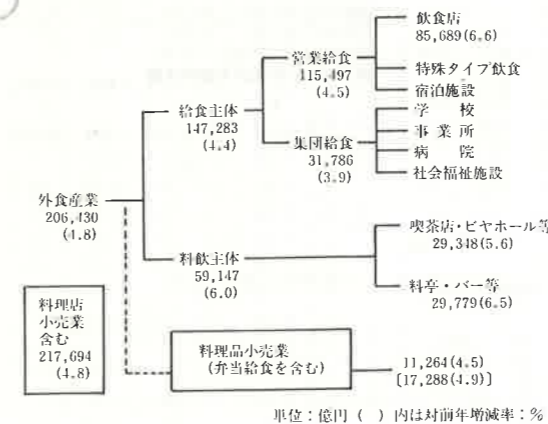 飲食店
85,689(6.6)
営業給食
115,497
(4.5)
特殊タイプ飲食
宿泊施設
給食主体
147,283
(4.4)
学　校
集団給食
31,786
(3.9)
事業所
病　院
社会福祉施設
外食産業
206,430
(4.8)
喫茶店・ビヤホール等
29,348(5.6)
料飲主体
59,147
(6.0)
料亭・バー等
29,779(6.5)
料理店
小売業
含む
217,694
(4.8)
料理品小売業
(弁当給食を含む)
11,264(4.5)
[17,288(4.9)]
単位：億円 ( ) 内は対前年増減率：%